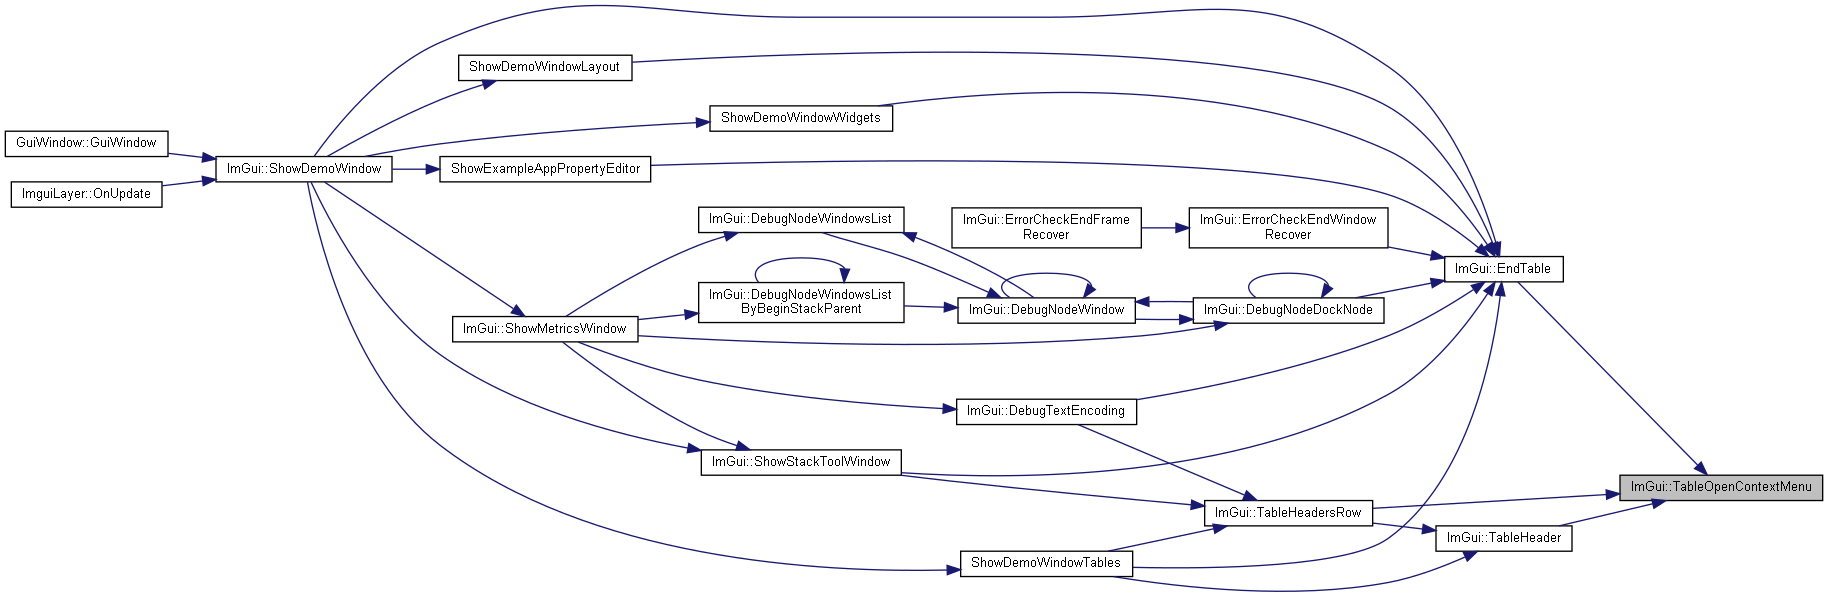 ShowDemoWindowLayout
ShowDemoWindowWidgets
GuiWindow::GuiWindow
ImGui::ShowDemoWindow
ShowExampleAppPropertyEditor
ImguiLayer::OnUpdate
ImGui::DebugNodeWindowsList
ImGui::ErrorCheckEndFrame
Recover
ImGui::ErrorCheckEndWindow
Recover
ImGui::EndTable
ImGui::DebugNodeWindowsList
ByBeginStackParent
ImGui::DebugNodeWindow
ImGui::DebugNodeDockNode
ImGui::ShowMetricsWindow
ImGui::DebugTextEncoding
ImGui::ShowStackToolWindow
ImGui::TableOpenContextMenu
ImGui::TableHeadersRow
ImGui::TableHeader
ShowDemoWindowTables